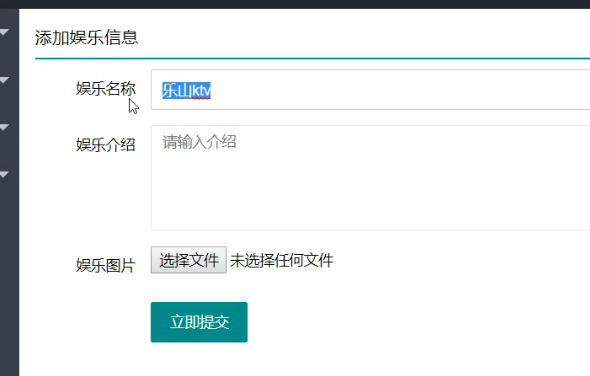 添加娱乐信息
娱乐名称 乐山ktv
娱乐介绍 请输入介绍
娱乐图片 选择文件 未选择任何文件
立即提交